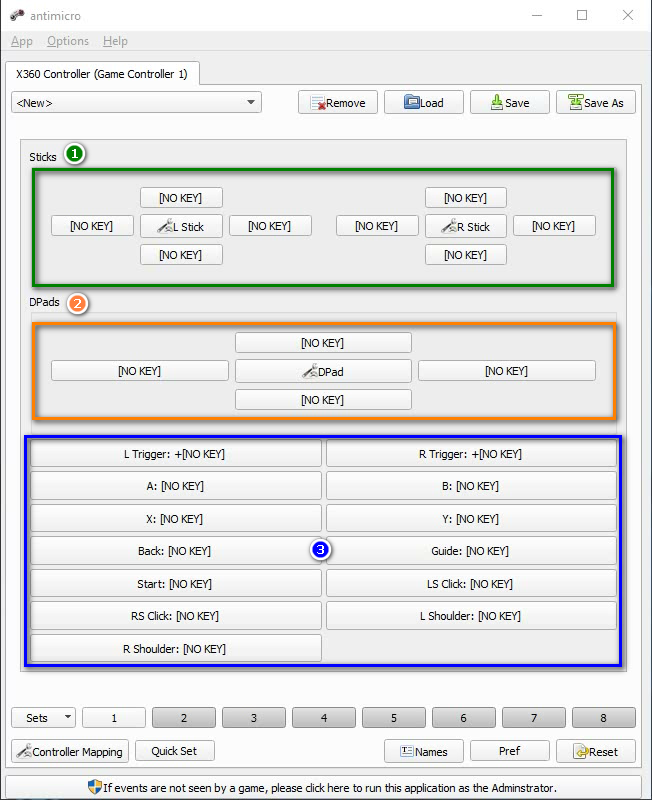 antimicro
App Options Help
X360 Controller (Game Controller 1)
<New> Remove Load Save Save As
Sticks 1
[NO KEY] [NO KEY]
[NO KEY] L Stick [NO KEY] [NO KEY] R Stick [NO KEY]
[NO KEY] [NO KEY]
DPads 2
[NO KEY]
[NO KEY] DPad [NO KEY]
[NO KEY]
L Trigger: +[NO KEY] R Trigger: +[NO KEY]
A: [NO KEY] B: [NO KEY]
X: [NO KEY] Y: [NO KEY]
Back: [NO KEY] 3 Guide: [NO KEY]
Start: [NO KEY] LS Click: [NO KEY]
RS Click: [NO KEY] L Shoulder: [NO KEY]
R Shoulder: [NO KEY]
Sets 1 2 3 4 5 6 7 8
Controller Mapping Quick Set Names Pref Reset
If events are not seen by a game, please click here to run this application as the Adminstrator.